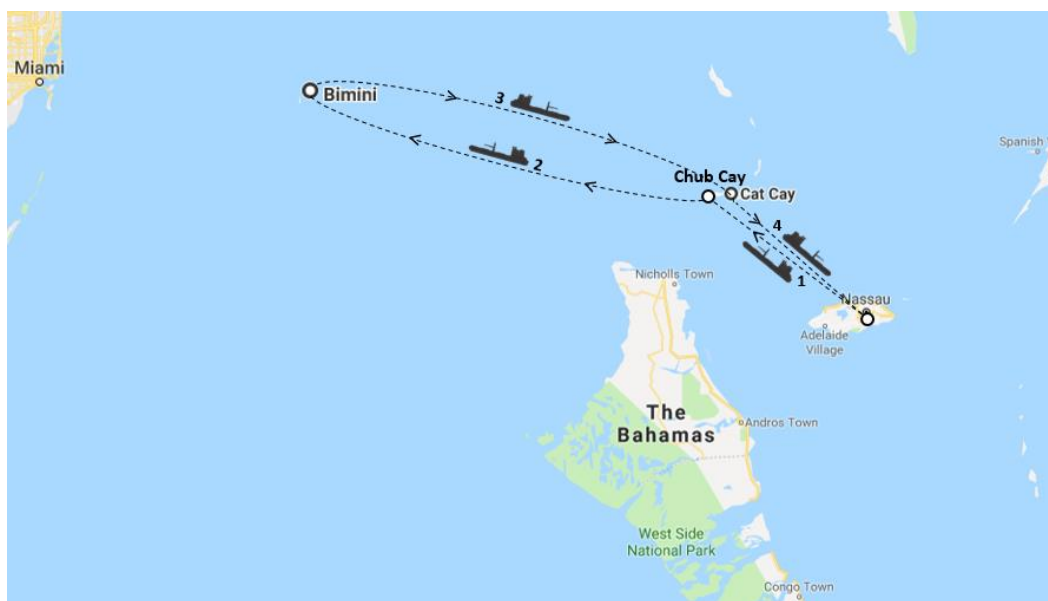 Miami
Bimini
3
2
Spanish
Chub Cay
Cat Cay
4
1
Nicholls Town
Nassau
Adelaide
Village
The
Bahamas
Andros Town
West Side
National Park
Congo Town